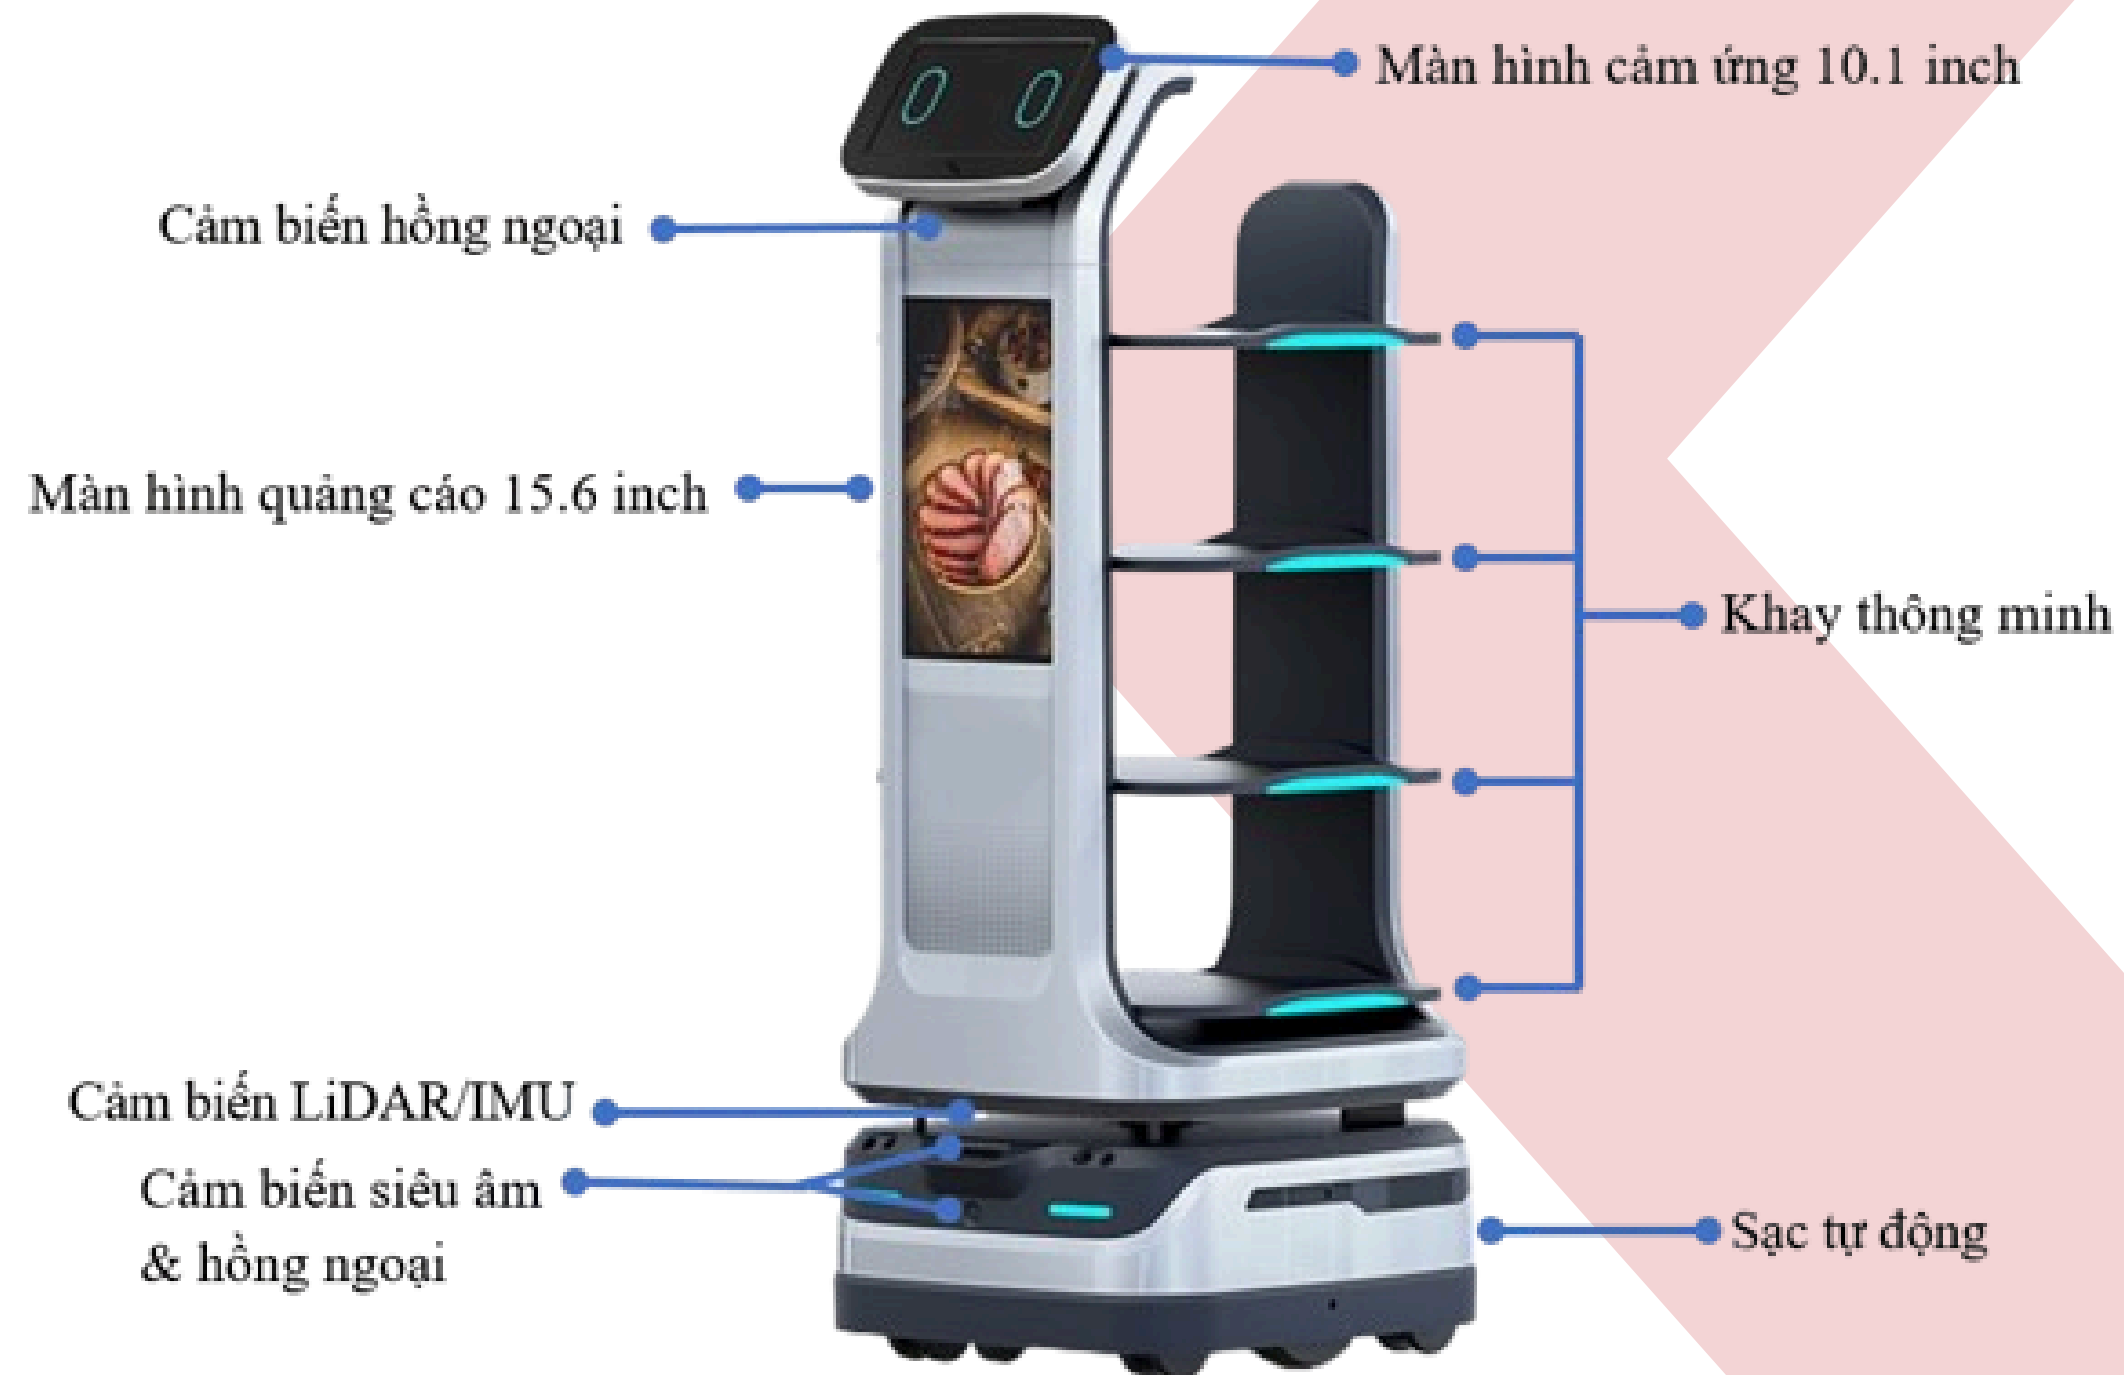 Màn hình cảm ứng 10.1 inch
Cảm biến hồng ngoại
Màn hình quảng cáo 15.6 inch
Khay thông minh
Cảm biến LiDAR/IMU
Cảm biến siêu âm
& hồng ngoại
Sạc tự động